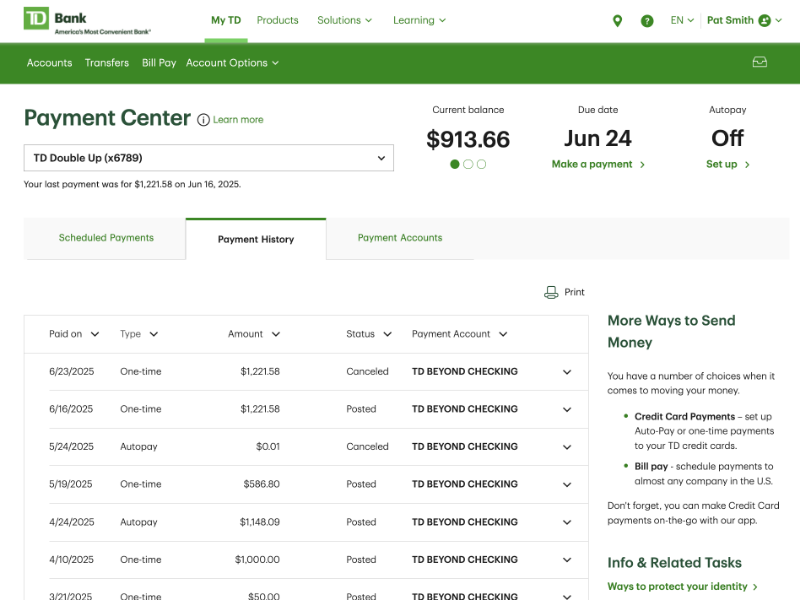 TD Bank
America's Most Convenient Bank®
My TD Products Solutions Learning
? EN Pat Smith
Accounts Transfers Bill Pay Account Options
Payment Center Learn more
TD Double Up (x6789)
Your last payment was for $1,221.58 on Jun 16, 2025.
Current balance
$913.66
Due date
Jun 24
Make a payment
Autopay
Off
Set up
Scheduled Payments Payment History Payment Accounts
Print
Paid on Type Amount Status Payment Account
6/23/2025 One-time $1,221.58 Canceled TD BEYOND CHECKING
6/16/2025 One-time $1,221.58 Posted TD BEYOND CHECKING
5/24/2025 Autopay $0.01 Canceled TD BEYOND CHECKING
5/19/2025 One-time $586.80 Posted TD BEYOND CHECKING
4/24/2025 Autopay $1,148.09 Posted TD BEYOND CHECKING
4/10/2025 One-time $1,000.00 Posted TD BEYOND CHECKING
3/21/2025 One-time $50.00 Posted TD BEYOND CHECKING
More Ways to Send
Money
You have a number of choices when it
comes to moving your money.
• Credit Card Payments – set up
Auto-Pay or one-time payments
to your TD credit cards.
• Bill pay - schedule payments to
almost any company in the U.S.
Don't forget, you can make Credit Card
payments on-the-go with our app.
Info & Related Tasks
Ways to protect your identity